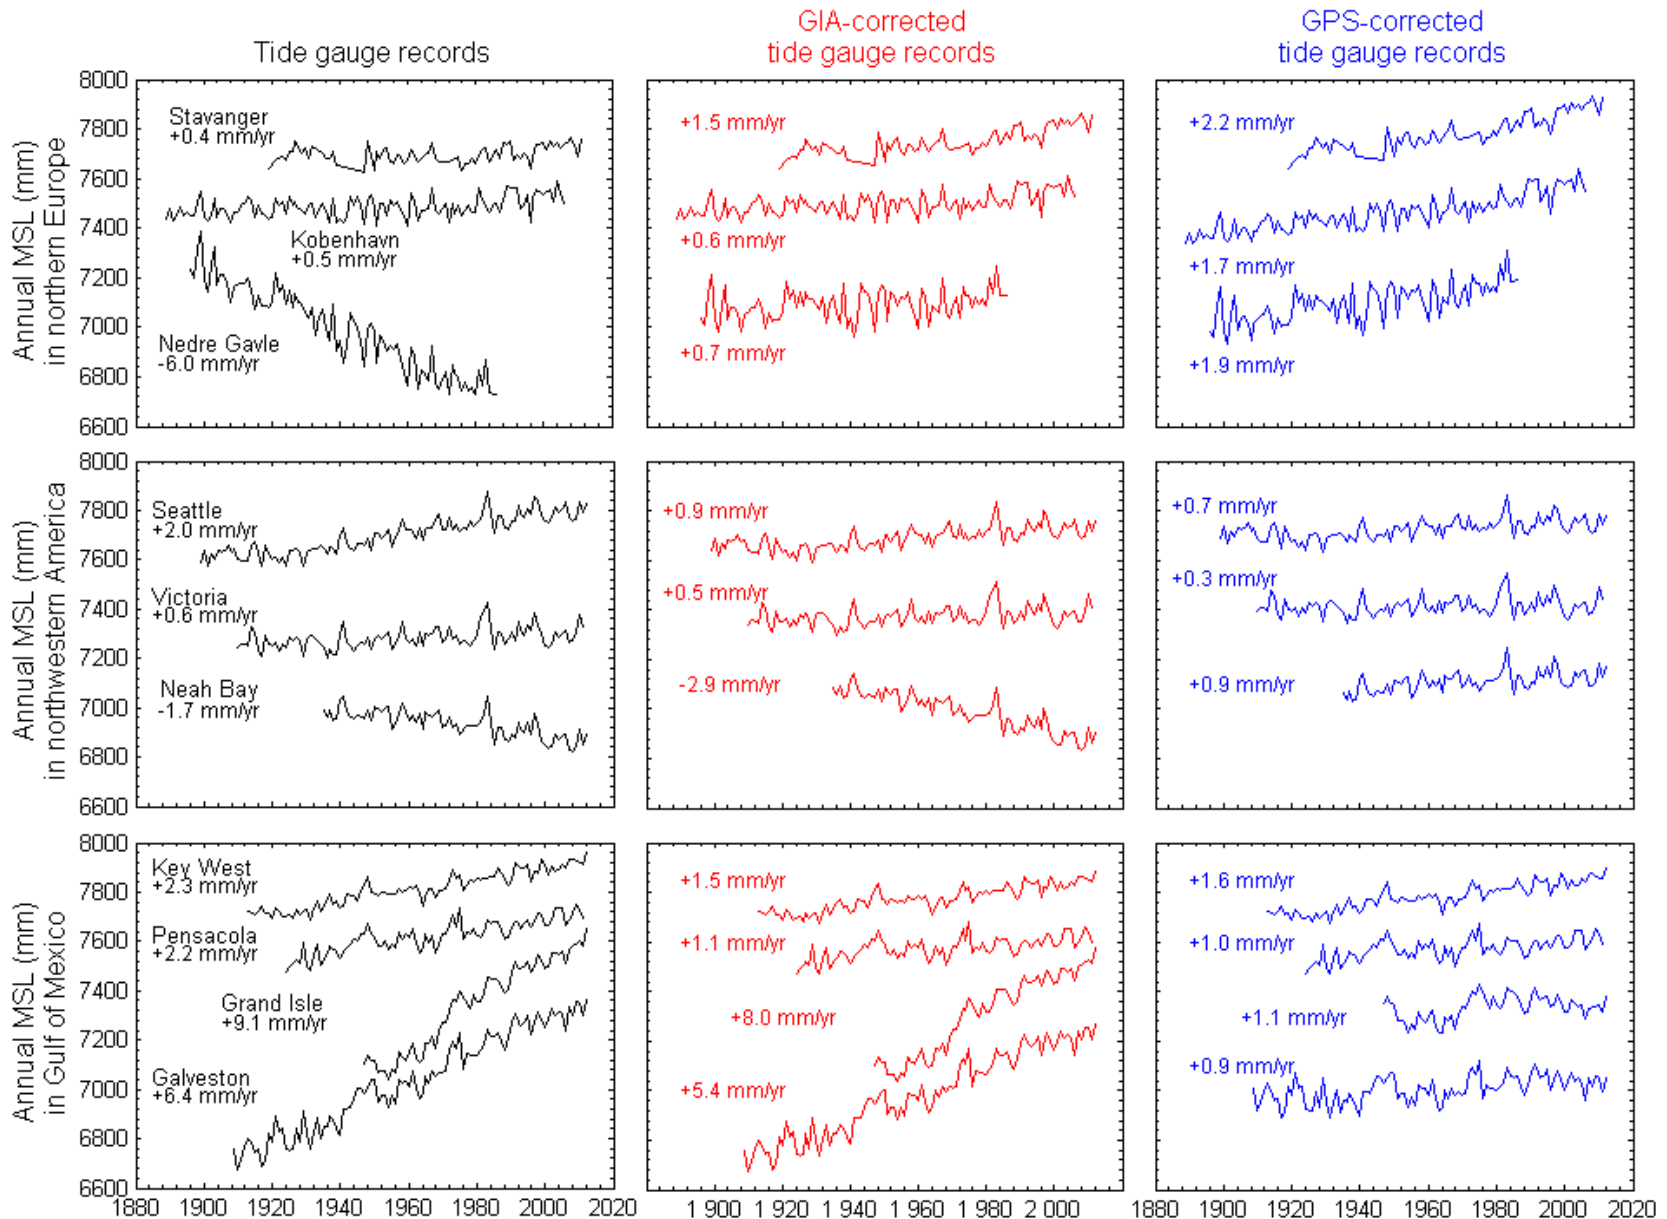 Tide gauge records
GIA-corrected
tide gauge records
GPS-corrected
tide gauge records
Annual MSL (mm)
in northern Europe
8000
7800
7600
7400
7200
7000
6800
6600
Stavanger
+0.4 mm/yr
Kobenhavn
+0.5 mm/yr
Nedre Gavle
-6.0 mm/yr
+1.5 mm/yr
+0.6 mm/yr
+0.7 mm/yr
+2.2 mm/yr
+1.7 mm/yr
+1.9 mm/yr
Annual MSL (mm)
in northwestern America
8000
7800
7600
7400
7200
7000
6800
6600
Seattle
+2.0 mm/yr
Victoria
+0.6 mm/yr
Neah Bay
-1.7 mm/yr
+0.9 mm/yr
+0.5 mm/yr
-2.9 mm/yr
+0.7 mm/yr
+0.3 mm/yr
+0.9 mm/yr
Annual MSL (mm)
in Gulf of Mexico
8000
7800
7600
7400
7200
7000
6800
6600
Key West
+2.3 mm/yr
Pensacola
+2.2 mm/yr
Grand Isle
+9.1 mm/yr
Galveston
+6.4 mm/yr
+1.5 mm/yr
+1.1 mm/yr
+8.0 mm/yr
+5.4 mm/yr
+1.6 mm/yr
+1.0 mm/yr
+1.1 mm/yr
+0.9 mm/yr
1880 1900 1920 1940 1960 1980 2000 2020
1 900 1 920 1 940 1 960 1 980 2 000
1880 1900 1920 1940 1960 1980 2000 2020